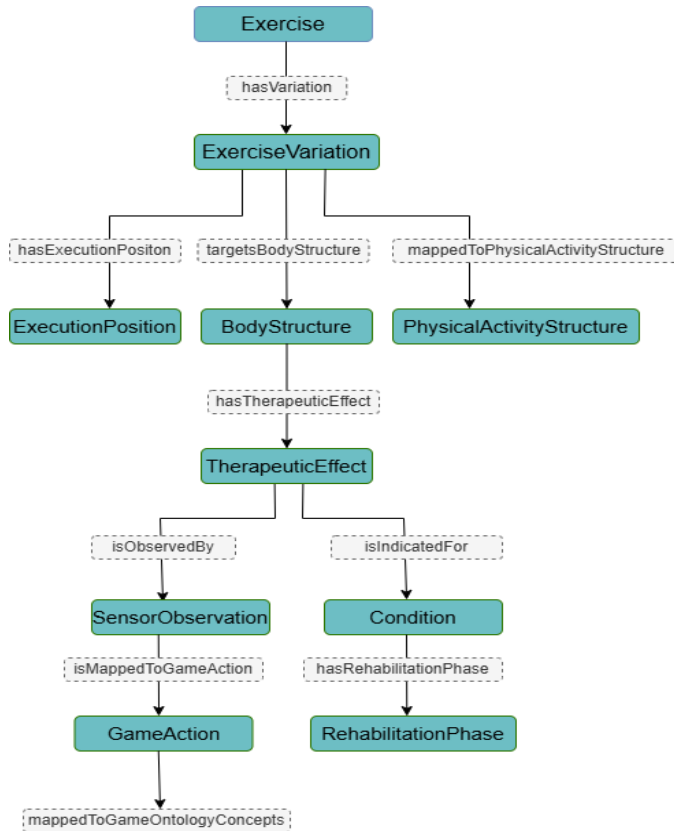 Exercise
hasVariation
ExerciseVariation
hasExecutionPositon
targetsBodyStructure
mappedToPhysicalActivityStructure
ExecutionPosition
BodyStructure
PhysicalActivityStructure
hasTherapeuticEffect
TherapeuticEffect
isObservedBy
isIndicatedFor
SensorObservation
Condition
isMappedToGameAction
hasRehabilitationPhase
GameAction
RehabilitationPhase
mappedToGameOntologyConcepts